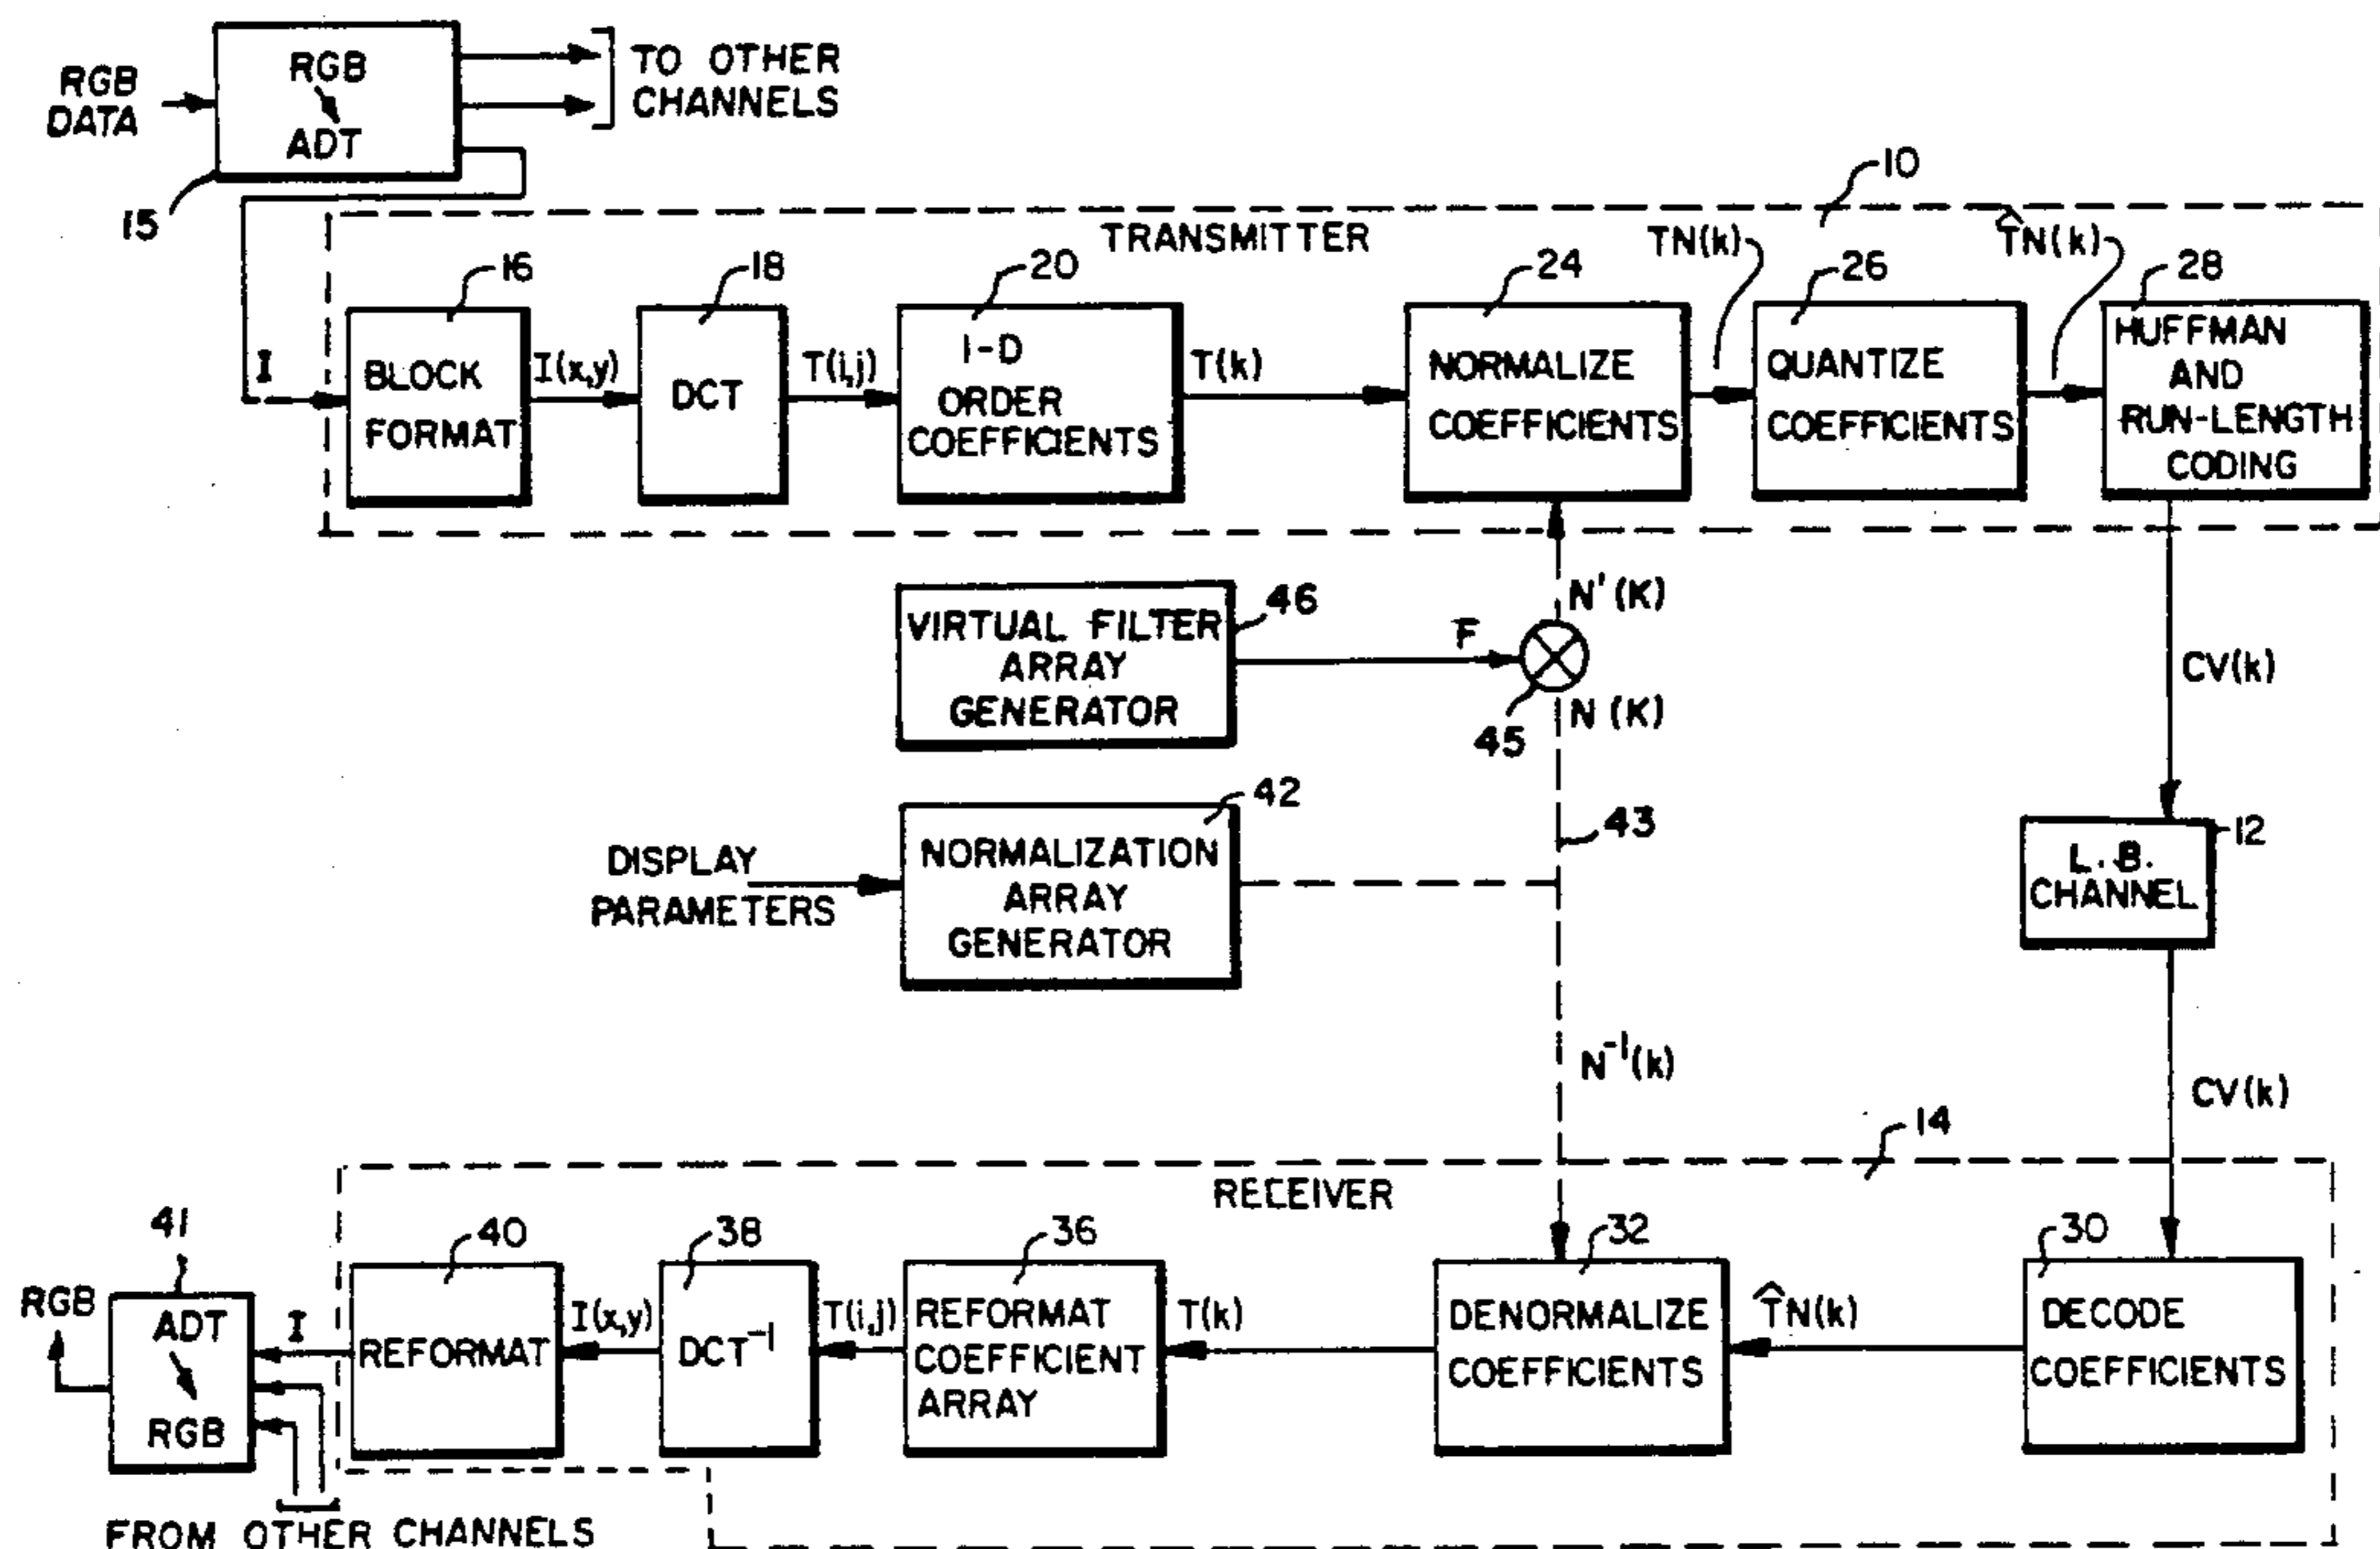 RGB
DATA
RGB
ADT
TO OTHER
CHANNELS
15
10
TRANSMITTER
TN(k)
T̂N(k)
16
18
20
24
26
28
I
BLOCK
FORMAT
I(x,y)
DCT
T(i,j)
1-D
ORDER
COEFFICIENTS
T(k)
NORMALIZE
COEFFICIENTS
QUANTIZE
COEFFICIENTS
HUFFMAN
AND
RUN-LENGTH
CODING
VIRTUAL FILTER
ARRAY
GENERATOR
46
F
N'(K)
N(K)
45
CV(k)
DISPLAY
PARAMETERS
NORMALIZATION
ARRAY
GENERATOR
42
43
L.B.
CHANNEL
12
N⁻¹(k)
CV(k)
14
RECEIVER
41
40
38
36
32
30
RGB
ADT
RGB
I
REFORMAT
I(x,y)
DCT⁻¹
T(i,j)
REFORMAT
COEFFICIENT
ARRAY
T(k)
DENORMALIZE
COEFFICIENTS
T̂N(k)
DECODE
COEFFICIENTS
FROM OTHER CHANNELS